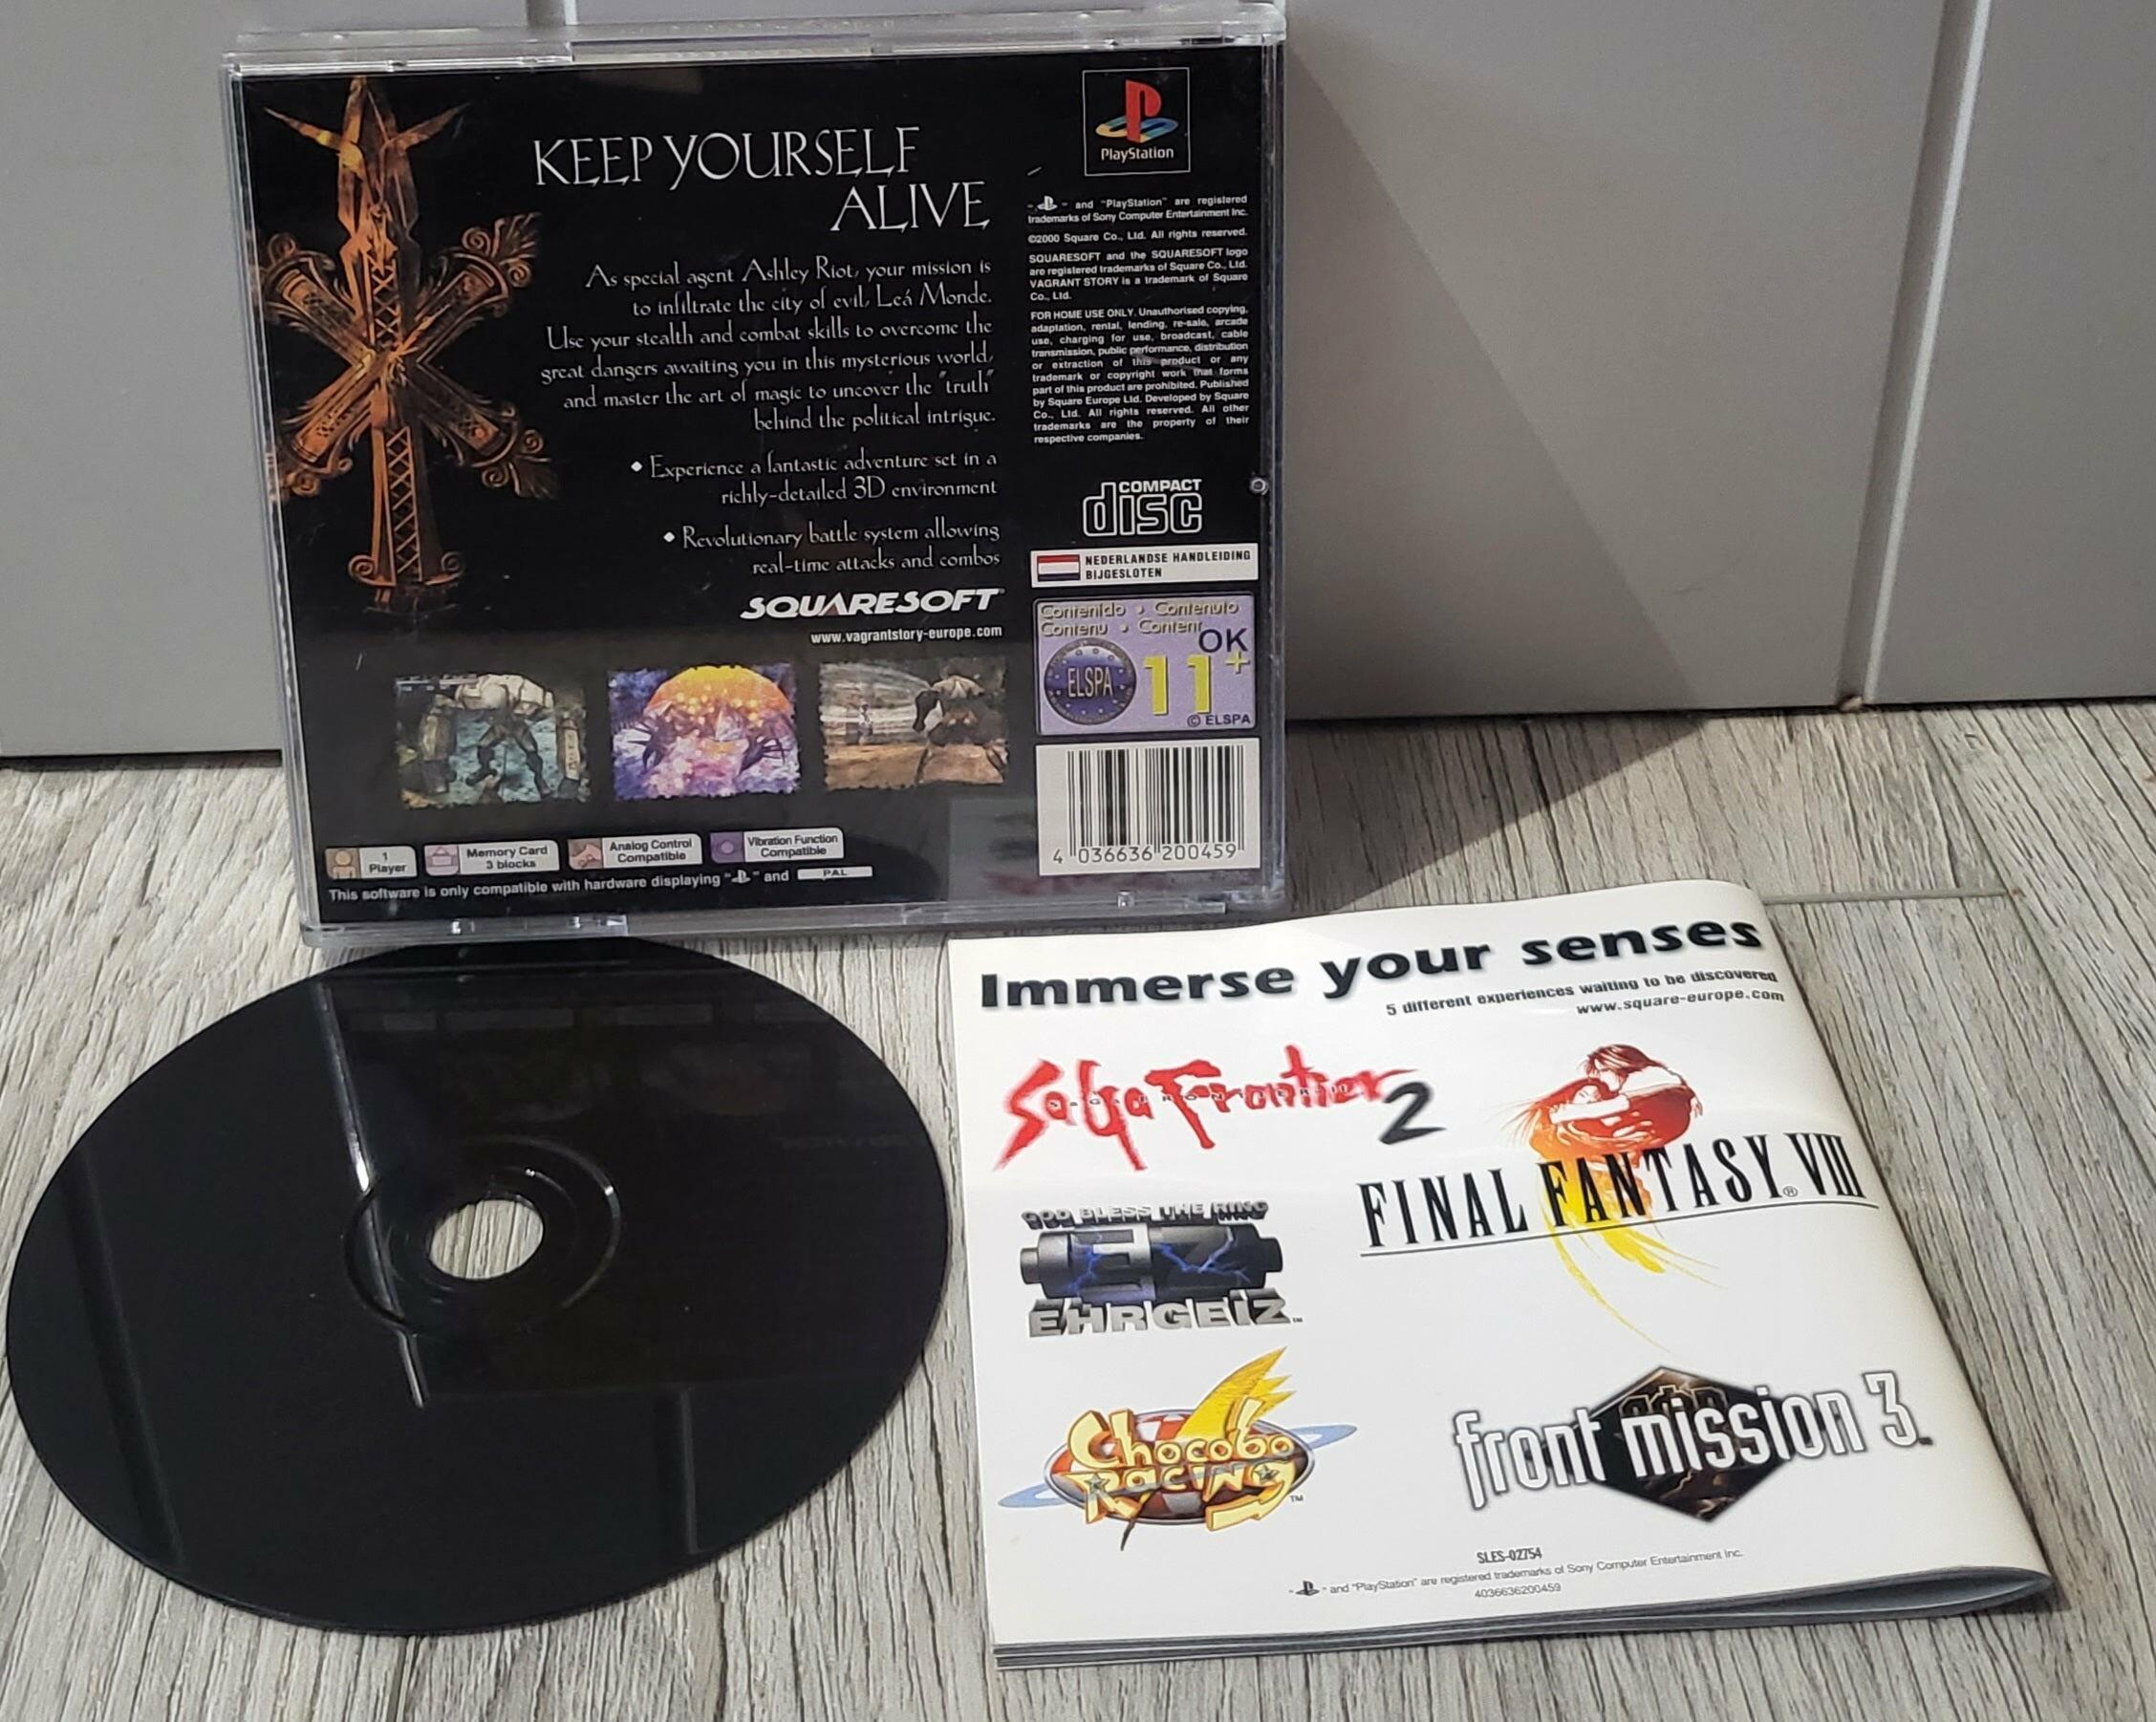 KEEP YOURSELF
ALIVE
As special agent Ashley Riot, your mission is
to infiltrate the city of evil, Leá Monde.
Use your stealth and combat skills to overcome the
great dangers awaiting you in this mysterious world,
and master the art of magic to uncover the "truth"
behind the political intrigue.
• Experience a fantastic adventure set in a
richly-detailed 3D environment
• Revolutionary battle system allowing
real-time attacks and combos
SQUARESOFT
www.vagrantstory-europe.com
1
Player
Memory Card
3 blocks
Analog Control
Compatible
Vibration Function
Compatible
This software is only compatible with hardware displaying " " and PAL
PlayStation
" " and "PlayStation" are registered
trademarks of Sony Computer Entertainment Inc.
©2000 Square Co., Ltd. All rights reserved.
SQUARESOFT and the SQUARESOFT logo
are registered trademarks of Square Co., Ltd.
VAGRANT STORY is a trademark of Square
Co., Ltd.
FOR HOME USE ONLY. Unauthorised copying,
adaptation, rental, lending, re-sale, arcade
use, charging for use, broadcast, cable
transmission, public performance, distribution
or extraction of this product or any
trademark or copyright work that forms
part of this product are prohibited. Published
by Square Europe Ltd. Developed by Square
Co., Ltd. All rights reserved. All other
trademarks are the property of their
respective companies.
COMPACT
disc
NEDERLANDSE HANDLEIDING
BIJGESLOTEN
Contenido • Contenuto
Contenu • Content
OK
ELSPA
11+
© ELSPA
4 036636 200459
Immerse your senses
5 different experiences waiting to be discovered
www.square-europe.com
SaGa Frontier 2
FINAL FANTASY® VIII
GOD BLESS THE RING
EZ
EHRGEIZ™
Chocobo
Racing™
front mission 3
SLES-02754
" " and "PlayStation" are registered trademarks of Sony Computer Entertainment Inc.
4036636200459